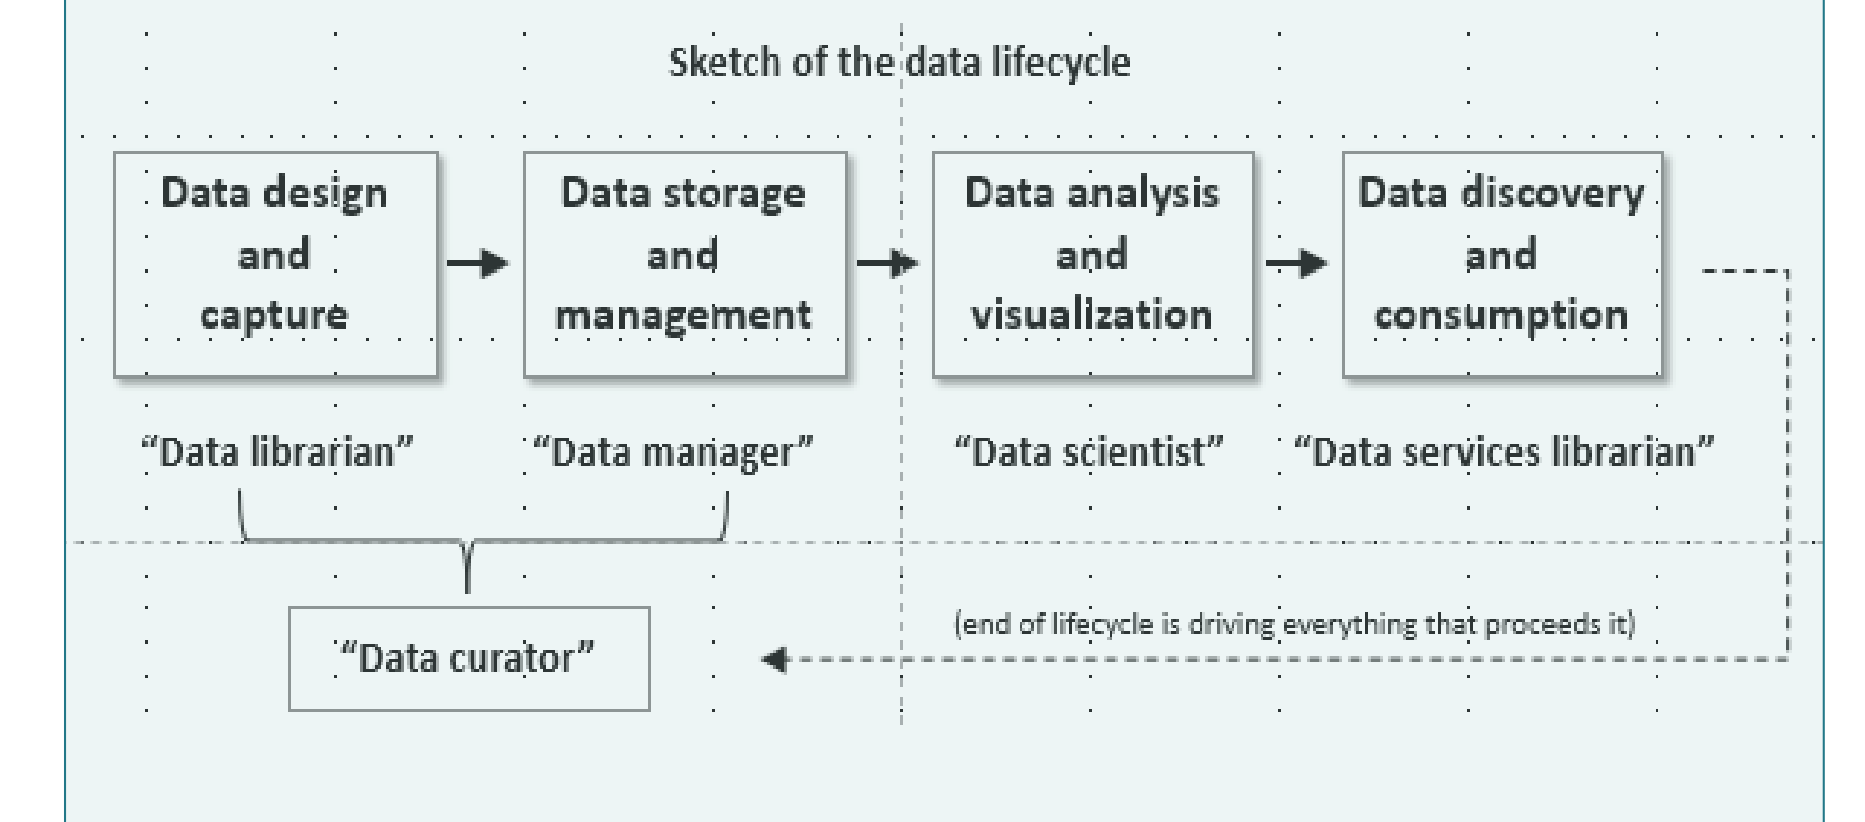 Sketch of the data lifecycle
Data design
and
capture
Data storage
and
management
Data analysis
and
visualization
Data discovery
and
consumption
“Data librarian”
“Data manager”
“Data scientist”
“Data services librarian”
“Data curator”
(end of lifecycle is driving everything that proceeds it)